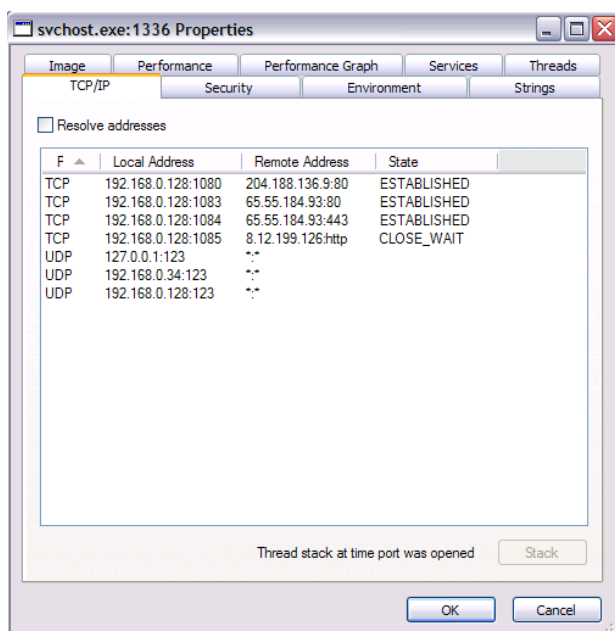 svchost.exe:1336 Properties
Image Performance Performance Graph Services Threads
TCP/IP Security Environment Strings
Resolve addresses
F Local Address Remote Address State
TCP 192.168.0.128:1080 204.188.136.9:80 ESTABLISHED
TCP 192.168.0.128:1083 65.55.184.93:80 ESTABLISHED
TCP 192.168.0.128:1084 65.55.184.93:443 ESTABLISHED
TCP 192.168.0.128:1085 8.12.199.126:http CLOSE_WAIT
UDP 127.0.0.1:123 *:*
UDP 192.168.0.34:123 *:*
UDP 192.168.0.128:123 *:*
Thread stack at time port was opened Stack
OK Cancel